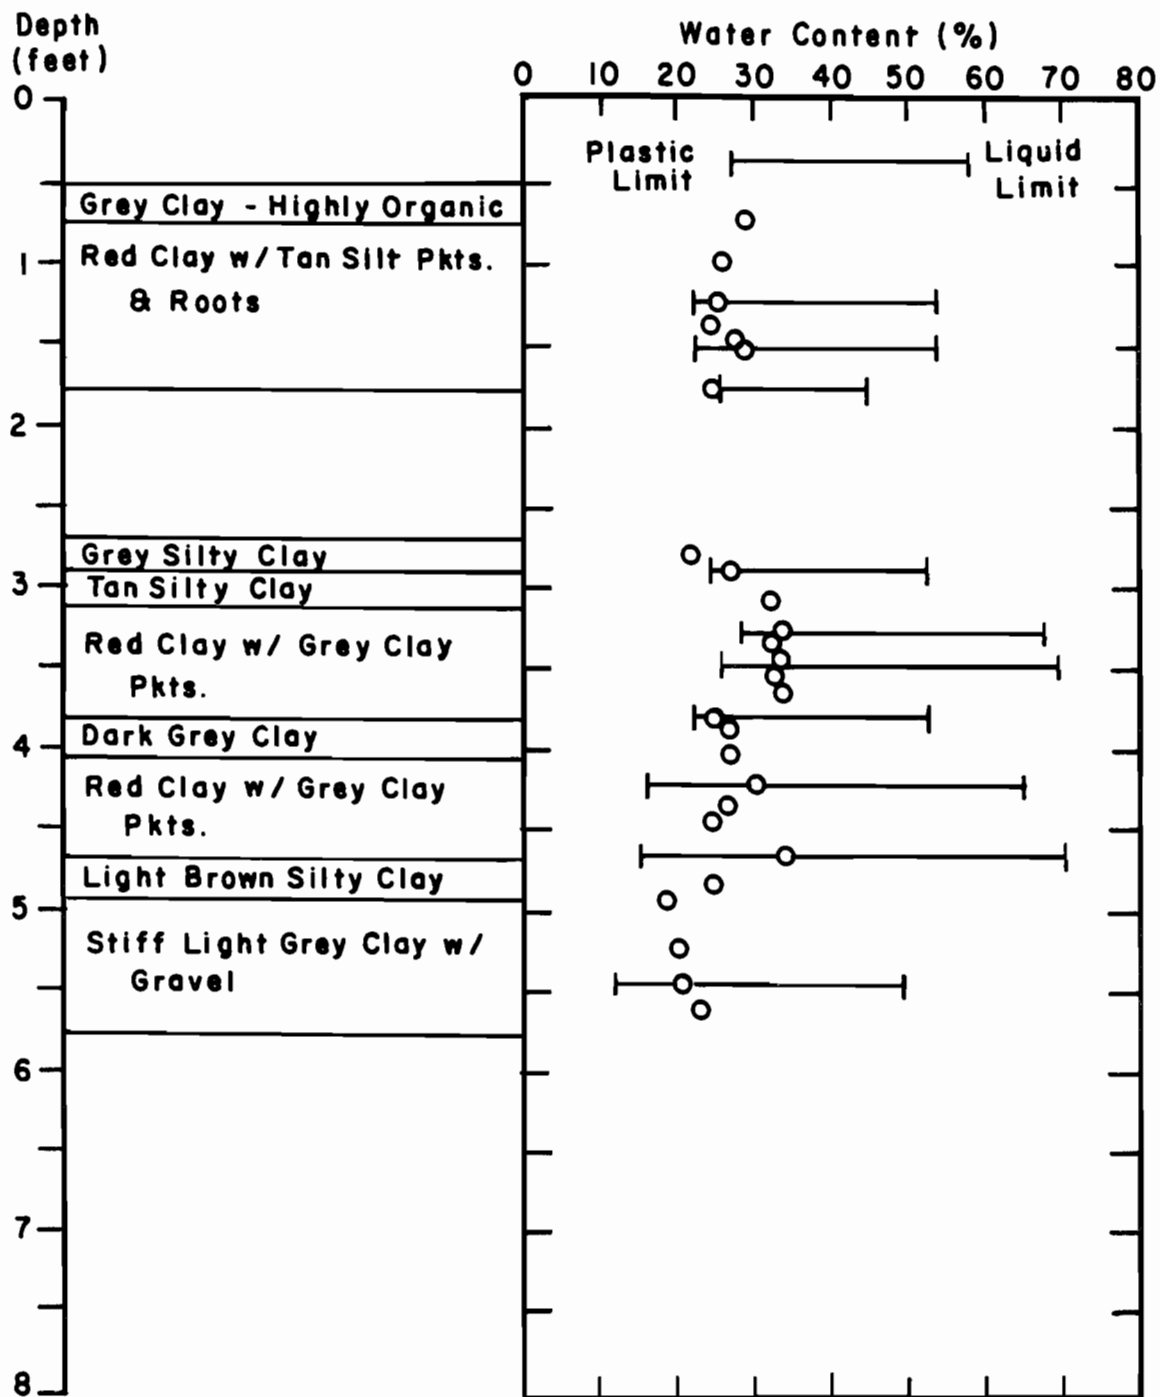 Depth
(feet)
Water Content (%)
0 10 20 30 40 50 60 70 80
0
Plastic
Limit
Liquid
Limit
Grey Clay - Highly Organic
1
Red Clay w/ Tan Silt Pkts.
& Roots
2
Grey Silty Clay
3
Tan Silty Clay
Red Clay w/ Grey Clay
Pkts.
Dark Grey Clay
4
Red Clay w/ Grey Clay
Pkts.
Light Brown Silty Clay
5
Stiff Light Grey Clay w/
Gravel
6
7
8